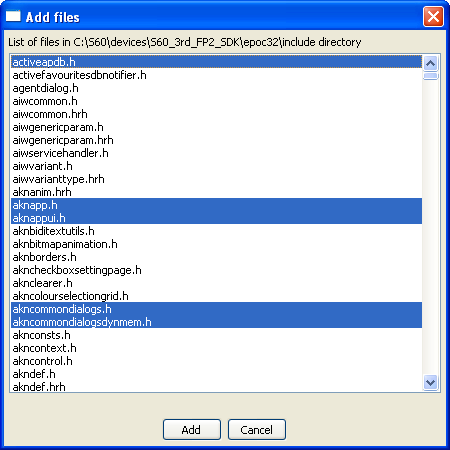 Add files
List of files in C:\S60\devices\S60_3rd_FP2_SDK\epoc32\include directory
activeapdb.h
activefavouritesdbnotifier.h
agentdialog.h
aiwcommon.h
aiwcommon.hrh
aiwgenericparam.h
aiwgenericparam.hrh
aiwservicehandler.h
aiwvariant.h
aiwvarianttype.hrh
aknanim.hrh
aknapp.h
aknappui.h
aknbiditextutils.h
aknbitmapanimation.h
aknborders.h
akncheckboxsettingpage.h
aknclearer.h
akncolourselectiongrid.h
akncommondialogs.h
akncommondialogsdynmem.h
aknconsts.h
akncontext.h
akncontrol.h
akndef.h
akndef.hrh
Add Cancel